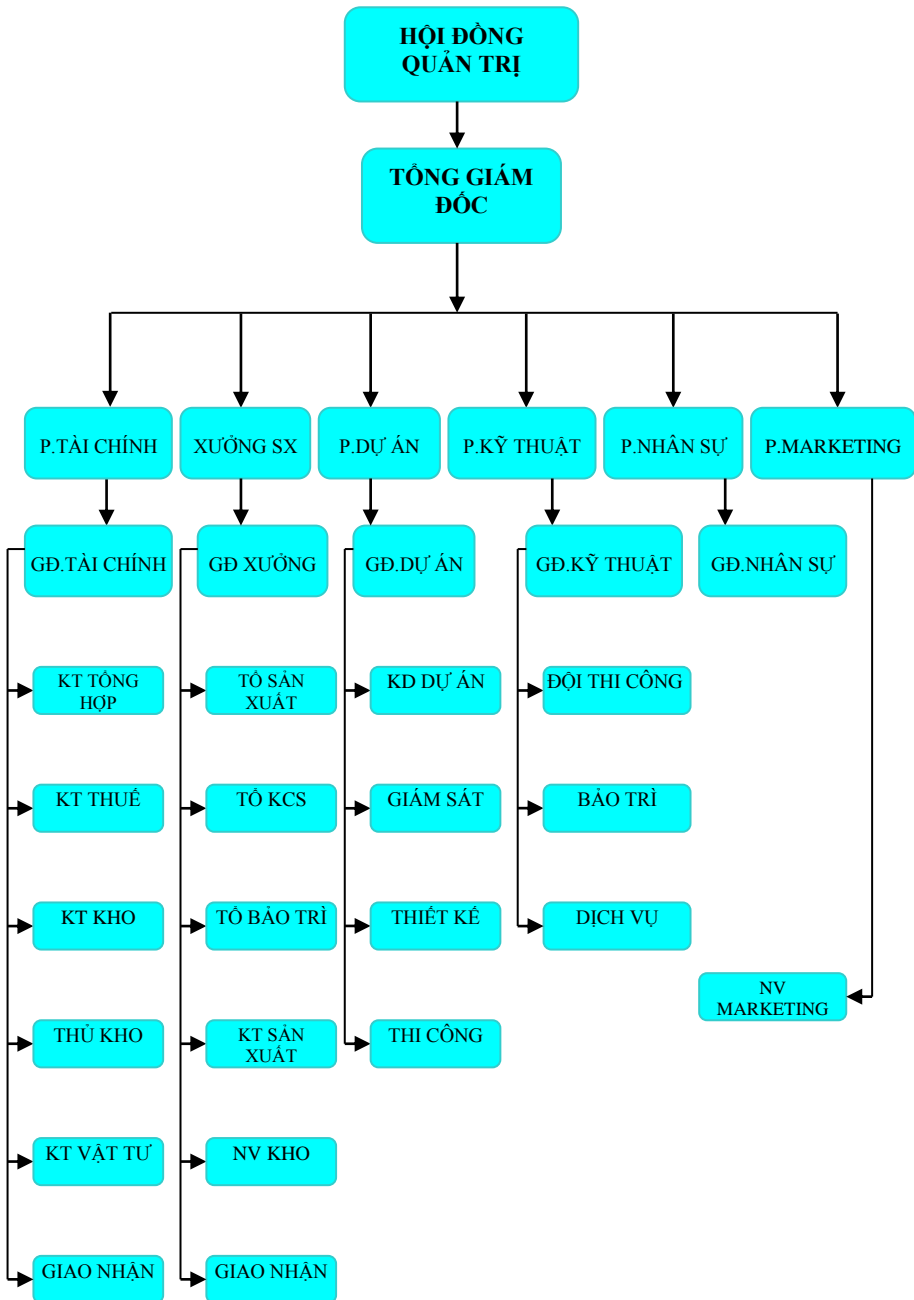 HỘI ĐỒNG
QUẢN TRỊ
TỔNG GIÁM
ĐỐC
P.TÀI CHÍNH
XƯỞNG SX
P.DỰ ÁN
P.KỸ THUẬT
P.NHÂN SỰ
P.MARKETING
GĐ.TÀI CHÍNH
GĐ XƯỞNG
GĐ.DỰ ÁN
GĐ.KỸ THUẬT
GĐ.NHÂN SỰ
KT TỔNG
HỢP
TỔ SẢN
XUẤT
KD DỰ ÁN
ĐỘI THI CÔNG
KT THUẾ
TỔ KCS
GIÁM SÁT
BẢO TRÌ
KT KHO
TỔ BẢO TRÌ
THIẾT KẾ
DỊCH VỤ
NV
MARKETING
THỦ KHO
KT SẢN
XUẤT
THI CÔNG
KT VẬT TƯ
NV KHO
GIAO NHẬN
GIAO NHẬN